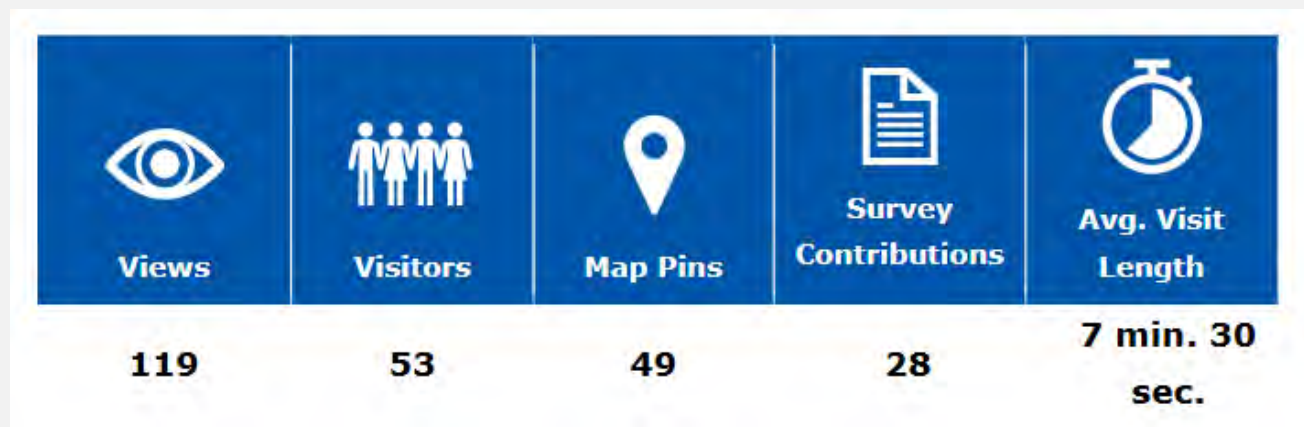 Views
Visitors
Map Pins
Survey
Contributions
Avg. Visit
Length
119
53
49
28
7 min. 30
sec.